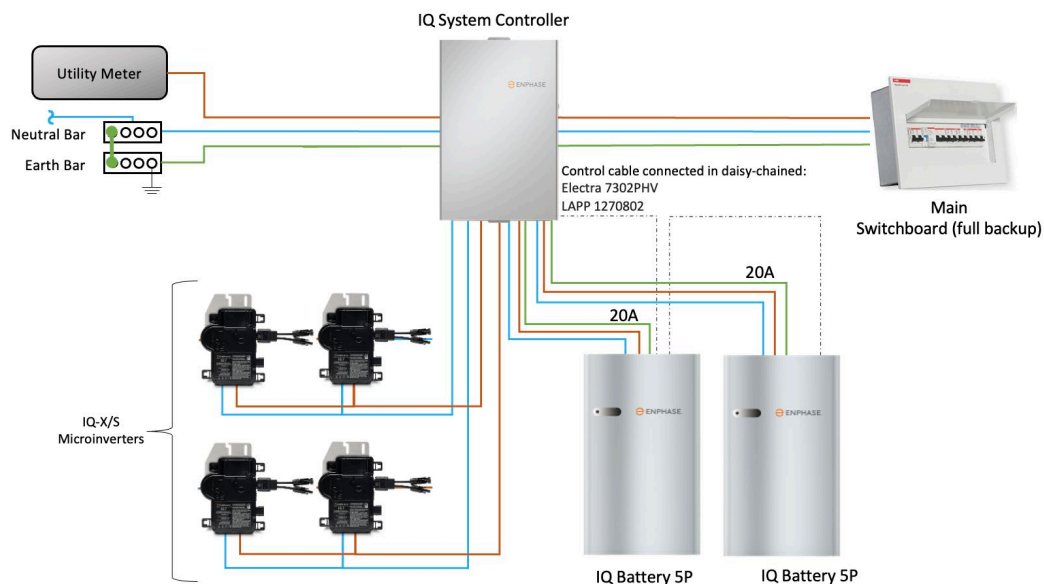 IQ System Controller
Utility Meter
ENPHASE
Neutral Bar
Earth Bar
Control cable connected in daisy-chained:
Electra 7302PHV
LAPP 1270802
Main
Switchboard (full backup)
20A
20A
IQ-X/S
Microinverters
ENPHASE
ENPHASE
IQ Battery 5P
IQ Battery 5P